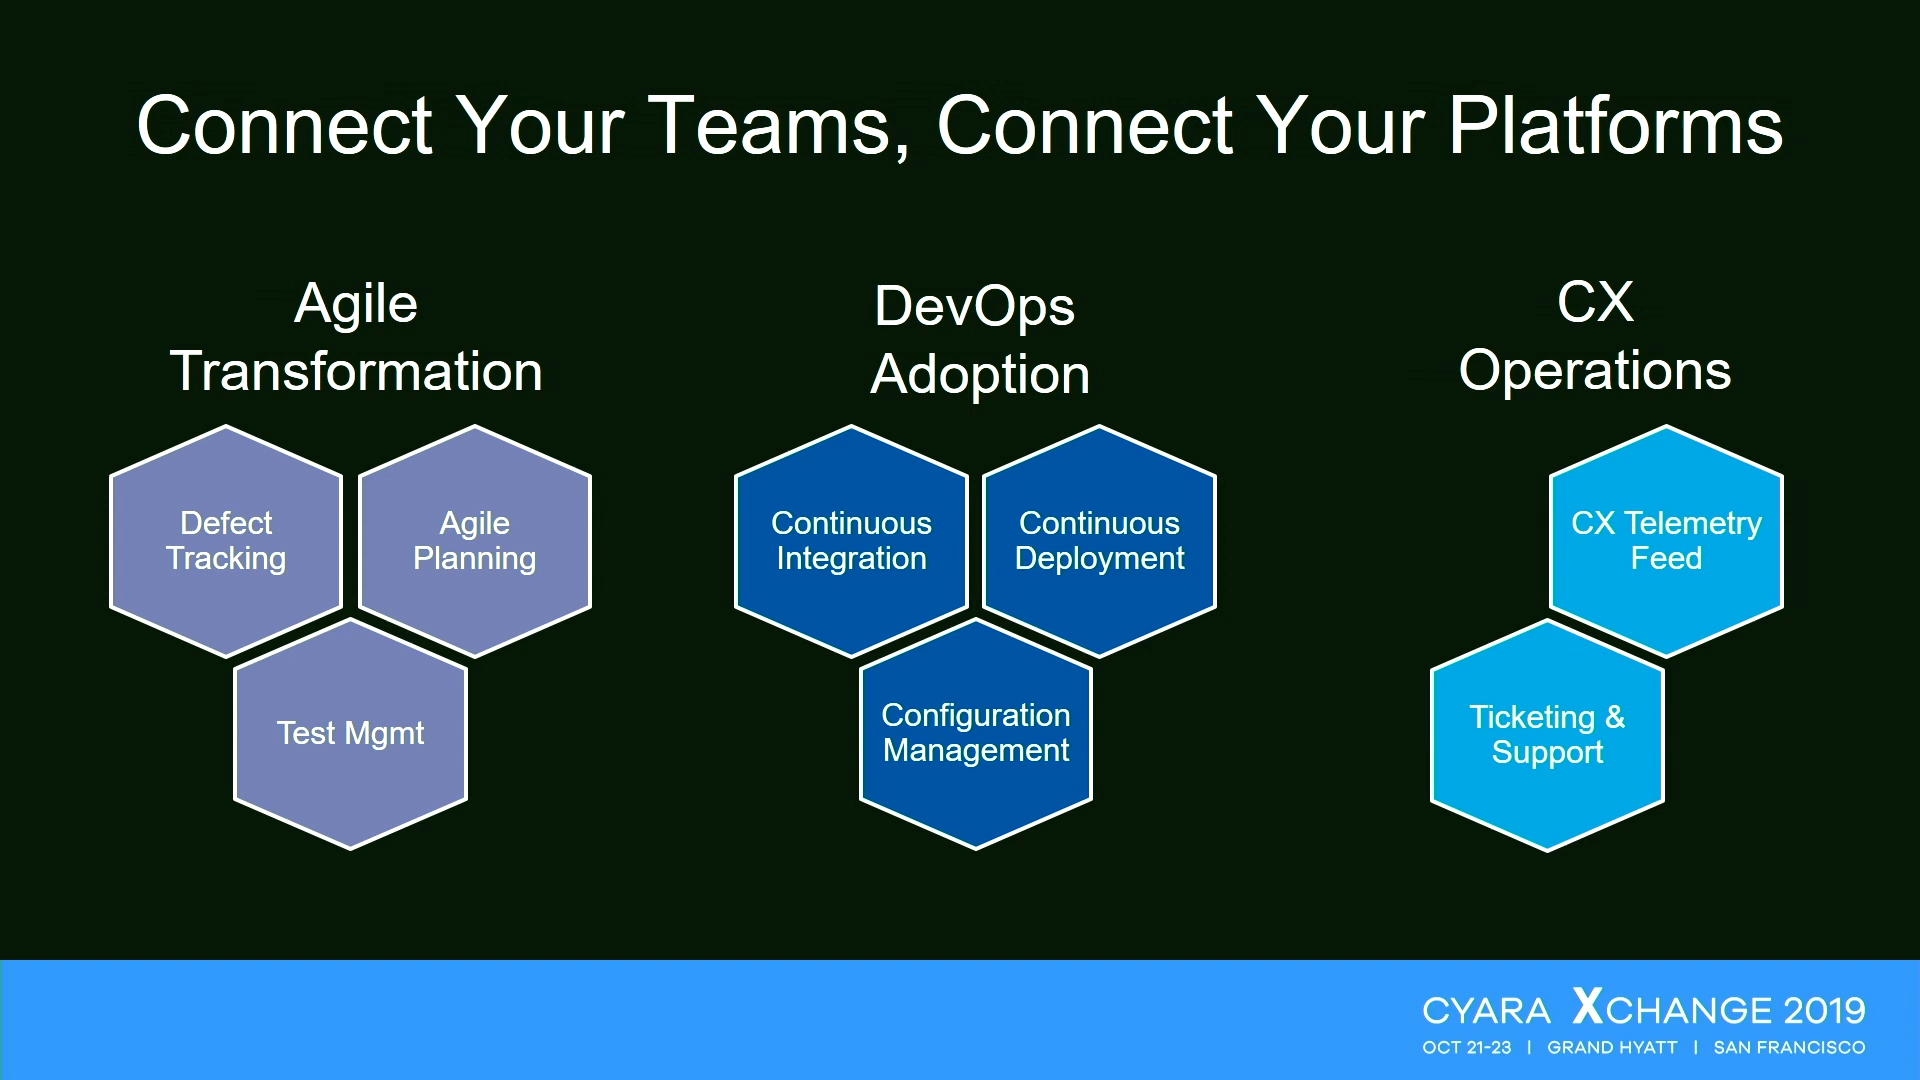 Connect Your Teams, Connect Your Platforms
Agile
Transformation
Defect
Tracking
Agile
Planning
Test Mgmt
DevOps
Adoption
Continuous
Integration
Continuous
Deployment
Configuration
Management
CX
Operations
CX Telemetry
Feed
Ticketing &
Support
CYARA XCHANGE 2019
OCT 21-23 | GRAND HYATT | SAN FRANCISCO